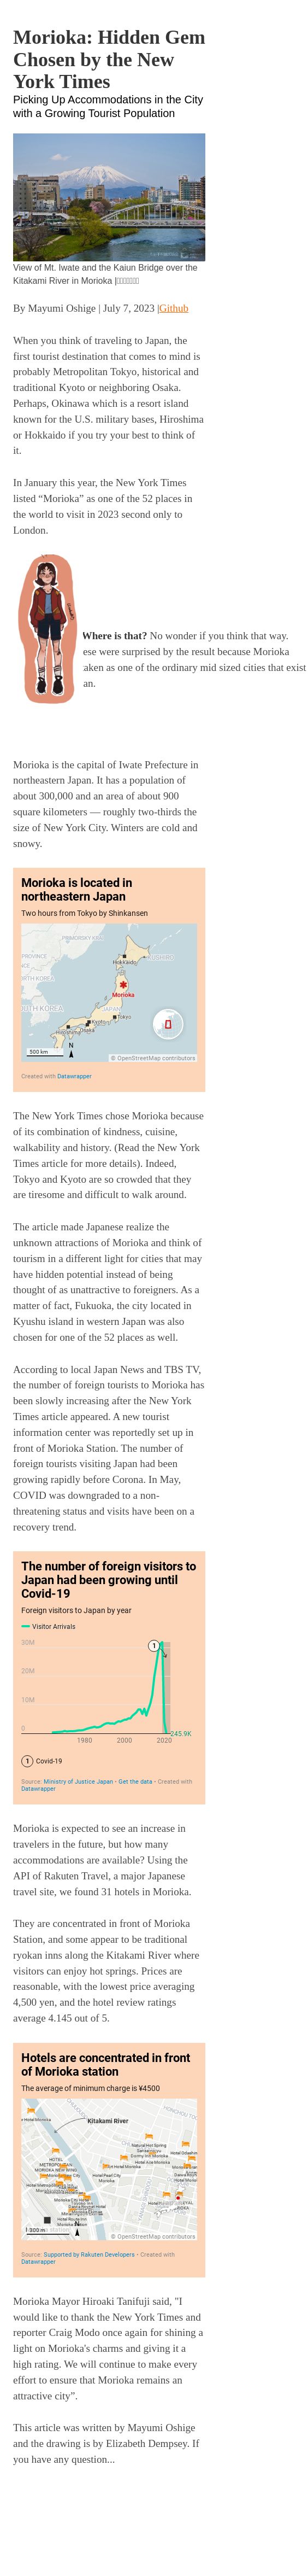 Morioka: Hidden Gem
Chosen by the New
York Times
Picking Up Accommodations in the City
with a Growing Tourist Population
View of Mt. Iwate and the Kaiun Bridge over the
Kitakami River in Morioka |
By Mayumi Oshige | July 7, 2023 |Github
When you think of traveling to Japan, the
first tourist destination that comes to mind is
probably Metropolitan Tokyo, historical and
traditional Kyoto or neighboring Osaka.
Perhaps, Okinawa which is a resort island
known for the U.S. military bases, Hiroshima
or Hokkaido if you try your best to think of
it.
In January this year, the New York Times
listed “Morioka” as one of the 52 places in
the world to visit in 2023 second only to
London.
Where is that? No wonder if you think that way.
ese were surprised by the result because Morioka
aken as one of the ordinary mid sized cities that exist
an.
Morioka is the capital of Iwate Prefecture in
northeastern Japan. It has a population of
about 300,000 and an area of about 900
square kilometers — roughly two-thirds the
size of New York City. Winters are cold and
snowy.
Morioka is located in
northeastern Japan
Two hours from Tokyo by Shinkansen
PRIMORSKY KRAI
PROVINCE
Hokkaido
NORTH KOREA
Morioka
SOUTH KOREA
JAPAN
Tokyo
Kyoto
Hiroshima
Osaka
500 km
N
© OpenStreetMap contributors
Created with Datawrapper
The New York Times chose Morioka because
of its combination of kindness, cuisine,
walkability and history. (Read the New York
Times article for more details). Indeed,
Tokyo and Kyoto are so crowded that they
are tiresome and difficult to walk around.
The article made Japanese realize the
unknown attractions of Morioka and think of
tourism in a different light for cities that may
have hidden potential instead of being
thought of as unattractive to foreigners. As a
matter of fact, Fukuoka, the city located in
Kyushu island in western Japan was also
chosen for one of the 52 places as well.
According to local Japan News and TBS TV,
the number of foreign tourists to Morioka has
been slowly increasing after the New York
Times article appeared. A new tourist
information center was reportedly set up in
front of Morioka Station. The number of
foreign tourists visiting Japan had been
growing rapidly before Corona. In May,
COVID was downgraded to a non-
threatening status and visits have been on a
recovery trend.
The number of foreign visitors to
Japan had been growing until
Covid-19
Foreign visitors to Japan by year
Visitor Arrivals
30M
1
20M
10M
0
245.9K
1980
2000
2020
1 Covid-19
Source: Ministry of Justice Japan • Get the data • Created with
Datawrapper
Morioka is expected to see an increase in
travelers in the future, but how many
accommodations are available? Using the
API of Rakuten Travel, a major Japanese
travel site, we found 31 hotels in Morioka.
They are concentrated in front of Morioka
Station, and some appear to be traditional
ryokan inns along the Kitakami River where
visitors can enjoy hot springs. Prices are
reasonable, with the lowest price averaging
4,500 yen, and the hotel review ratings
average 4.145 out of 5.
Hotels are concentrated in front
of Morioka station
The average of minimum charge is ¥4500
Kitakami River
Natural Hot Spring
HOTEL
300 m
N
© OpenStreetMap contributors
Source: Supported by Rakuten Developers • Created with
Datawrapper
Morioka Mayor Hiroaki Tanifuji said, "I
would like to thank the New York Times and
reporter Craig Modo once again for shining a
light on Morioka's charms and giving it a
high rating. We will continue to make every
effort to ensure that Morioka remains an
attractive city”.
This article was written by Mayumi Oshige
and the drawing is by Elizabeth Dempsey. If
you have any question...